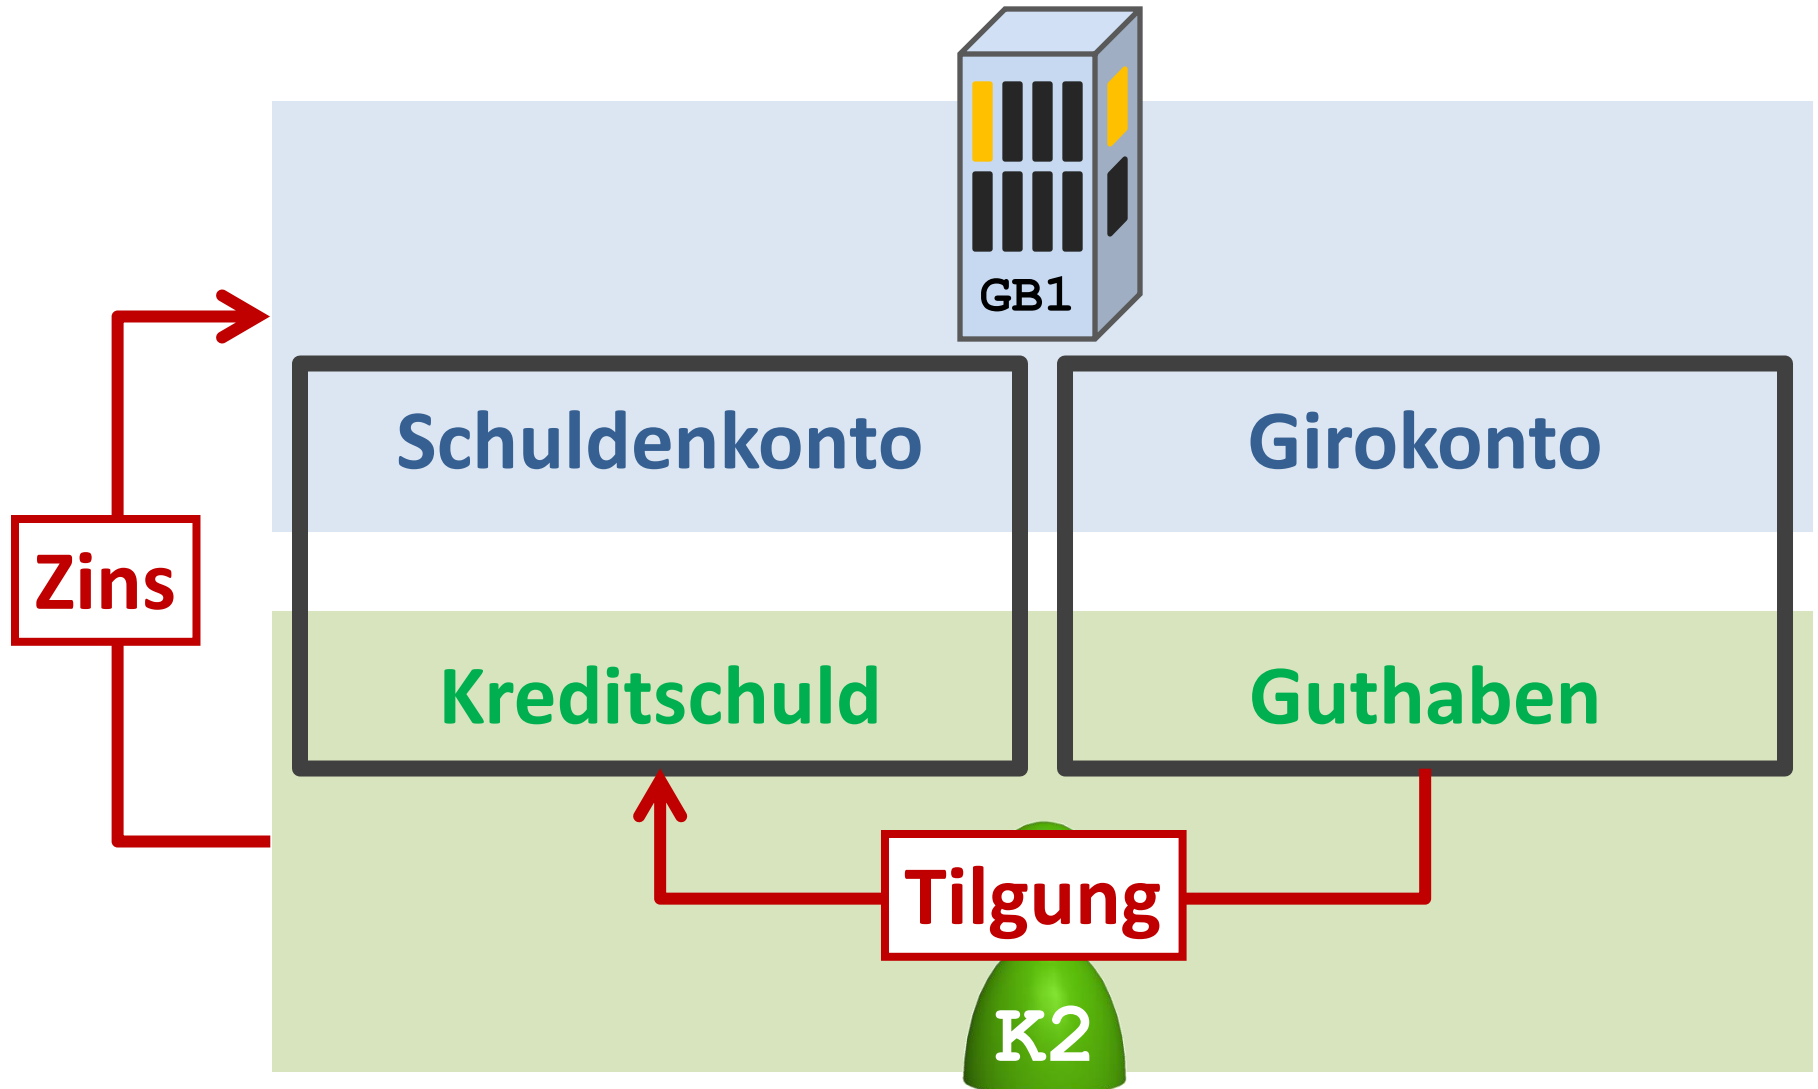 GB1
Schuldenkonto
Girokonto
Zins
Kreditschuld
Guthaben
Tilgung
K2